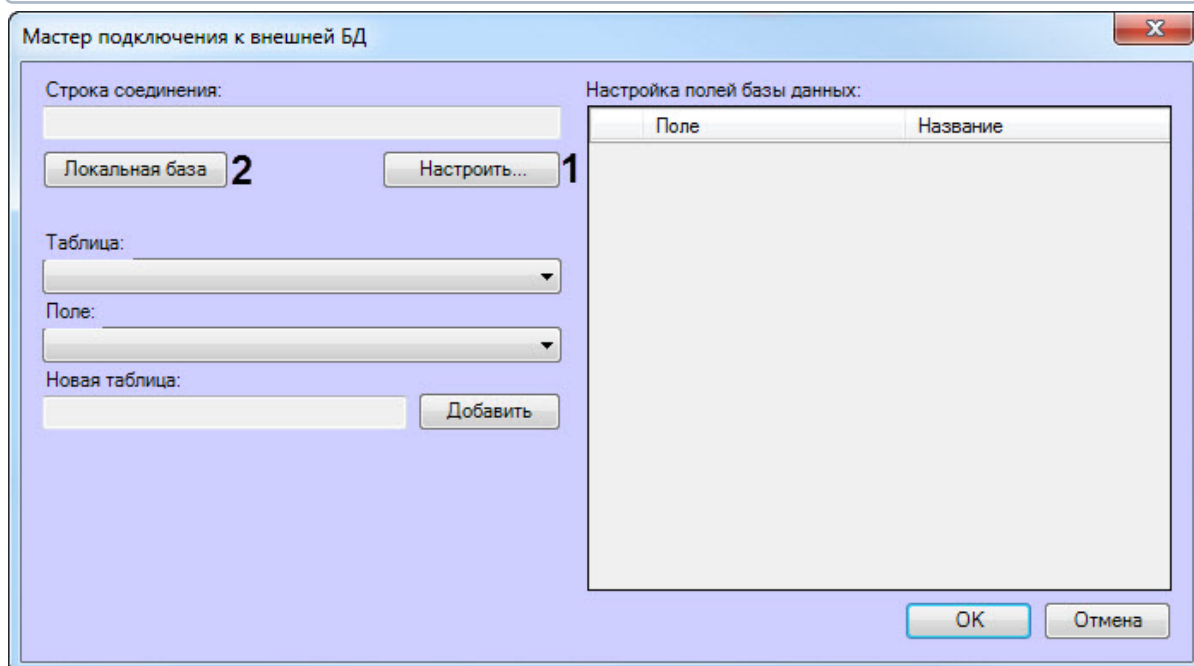 Мастер подключения к внешней БД
X
Строка соединения:
Локальная база 2 Настроить... 1
Таблица:
Поле:
Новая таблица:
Добавить
Настройка полей базы данных:
Поле Название
OK Отмена